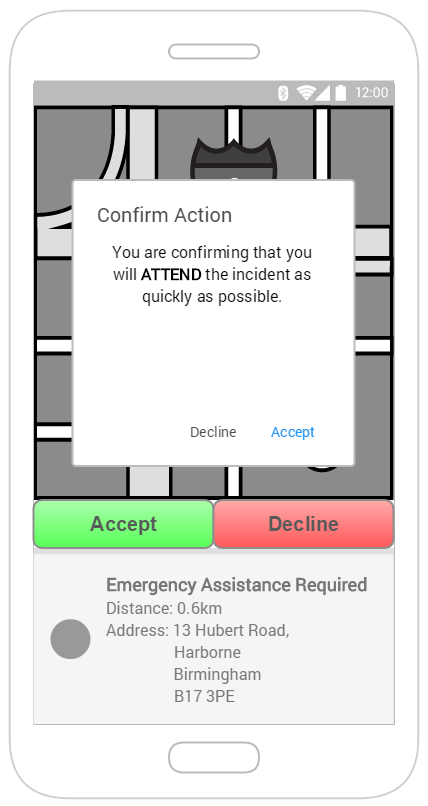 12:00
Confirm Action
You are confirming that you
will ATTEND the incident as
quickly as possible.
Decline
Accept
Accept
Decline
Emergency Assistance Required
Distance: 0.6km
Address: 13 Hubert Road,
Harborne
Birmingham
B17 3PE